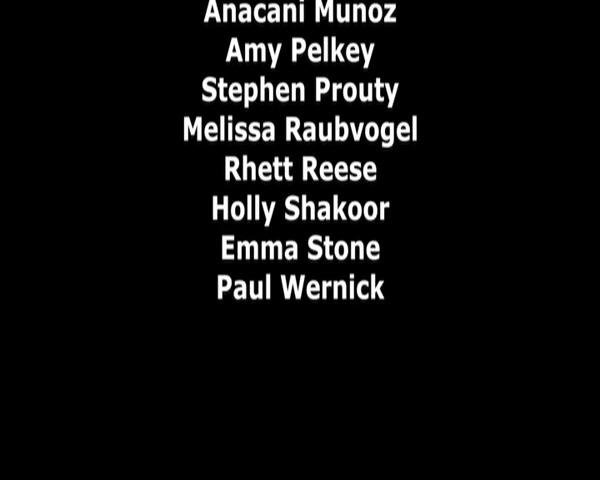 Anacani Munoz
Amy Pelkey
Stephen Prouty
Melissa Raubvogel
Rhett Reese
Holly Shakoor
Emma Stone
Paul Wernick